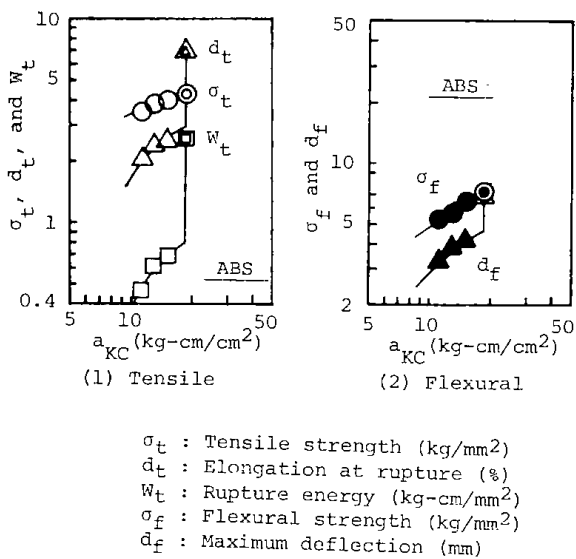 σt, dt, and Wt
10
5
1
0.4
dt
σt
Wt
ABS
5 10 50
aKC(kg-cm/cm²)
(1) Tensile
σf and df
50
10
5
2
ABS
σf
df
5 10 50
aKC(kg-cm/cm²)
(2) Flexural
σt : Tensile strength (kg/mm²)
dt : Elongation at rupture (%)
Wt : Rupture energy (kg-cm/mm²)
σf : Flexural strength (kg/mm²)
df : Maximum deflection (mm)